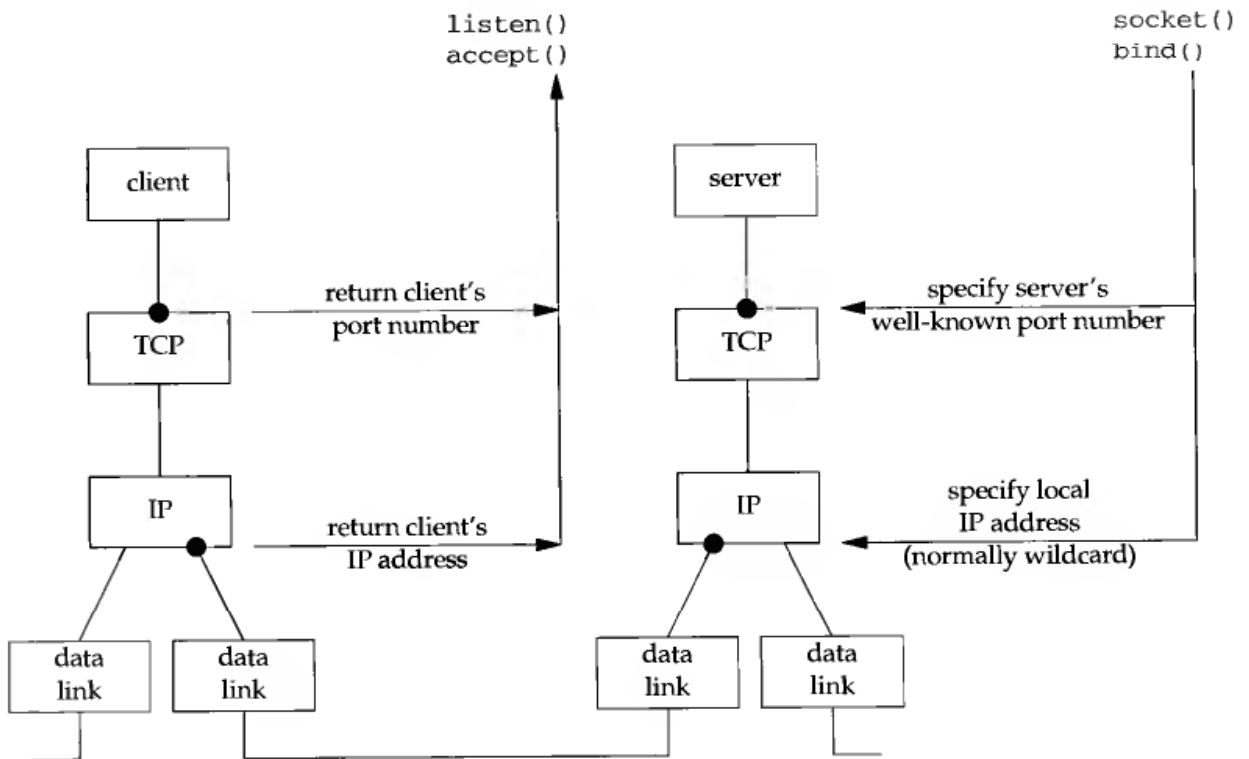 listen()
accept()
socket()
bind()
client
server
return client's
port number
specify server's
well-known port number
TCP
TCP
IP
IP
return client's
IP address
specify local
IP address
(normally wildcard)
data
link
data
link
data
link
data
link